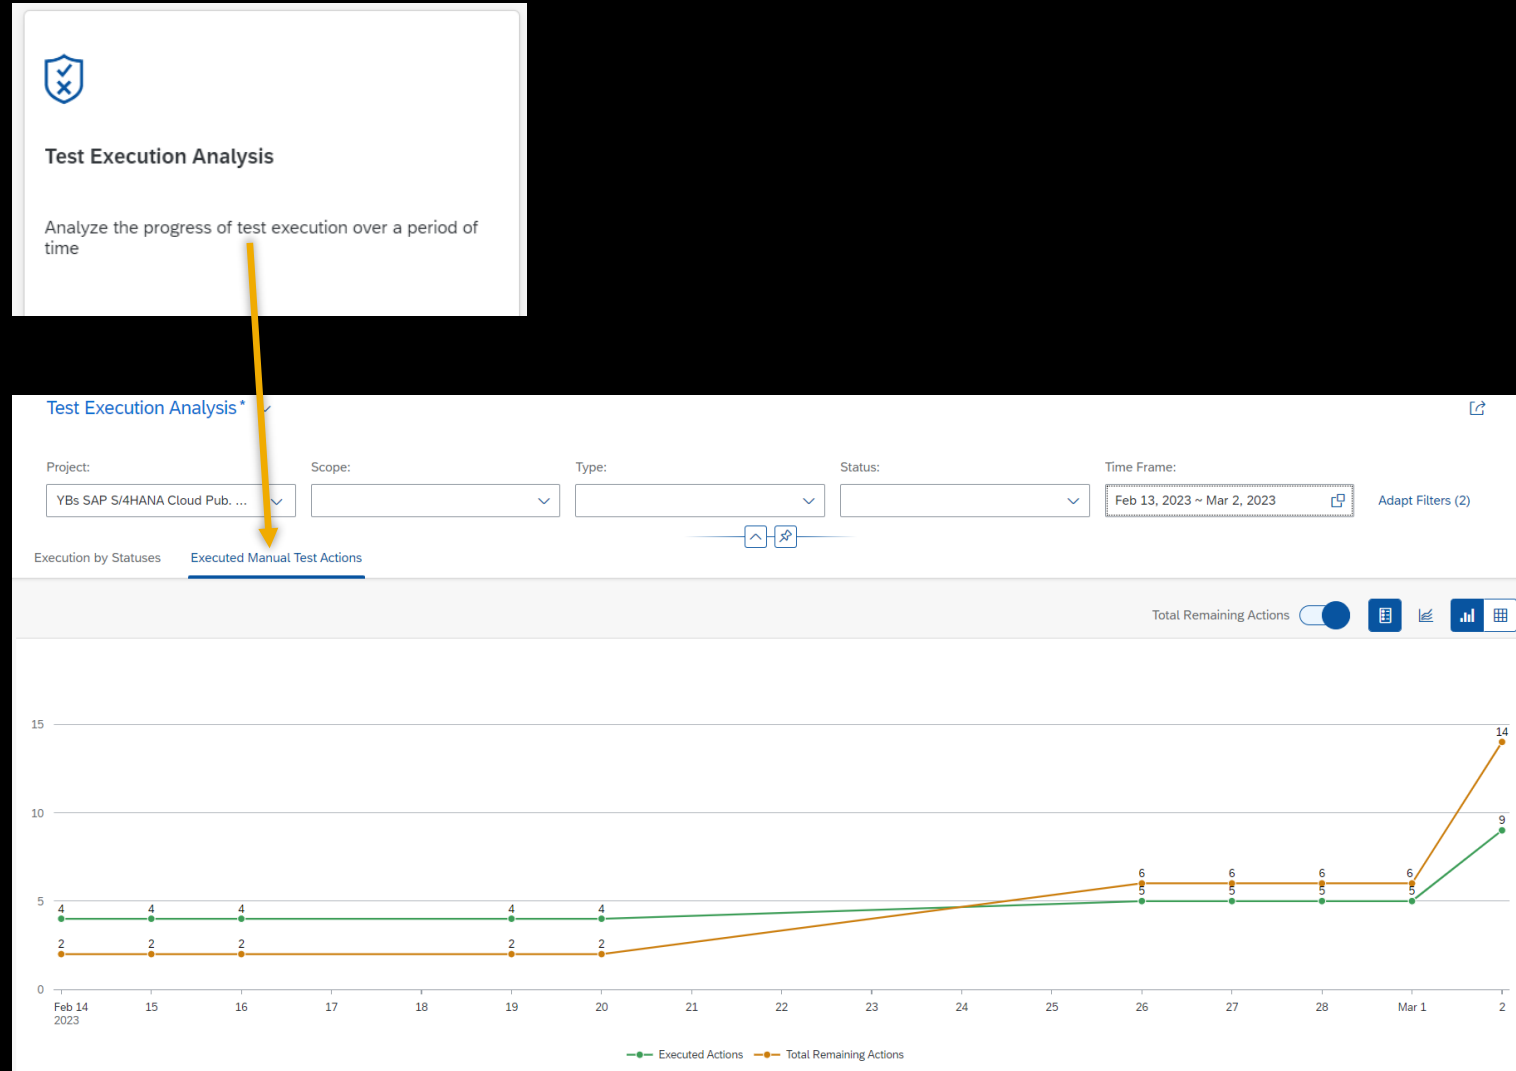 Test Execution Analysis
Analyze the progress of test execution over a period of
time
Test Execution Analysis*
Project: Scope: Type: Status: Time Frame:
YBs SAP S/4HANA Cloud Pub. ... Feb 13, 2023 ~ Mar 2, 2023 Adapt Filters (2)
Execution by Statuses Executed Manual Test Actions
Total Remaining Actions
15
14
10
9
6 6 6 6
5 5 5 5
5
4 4 4 4 4
2 2 2 2 2
0
Feb 14 15 16 17 18 19 20 21 22 23 24 25 26 27 28 Mar 1 2
2023
Executed Actions Total Remaining Actions